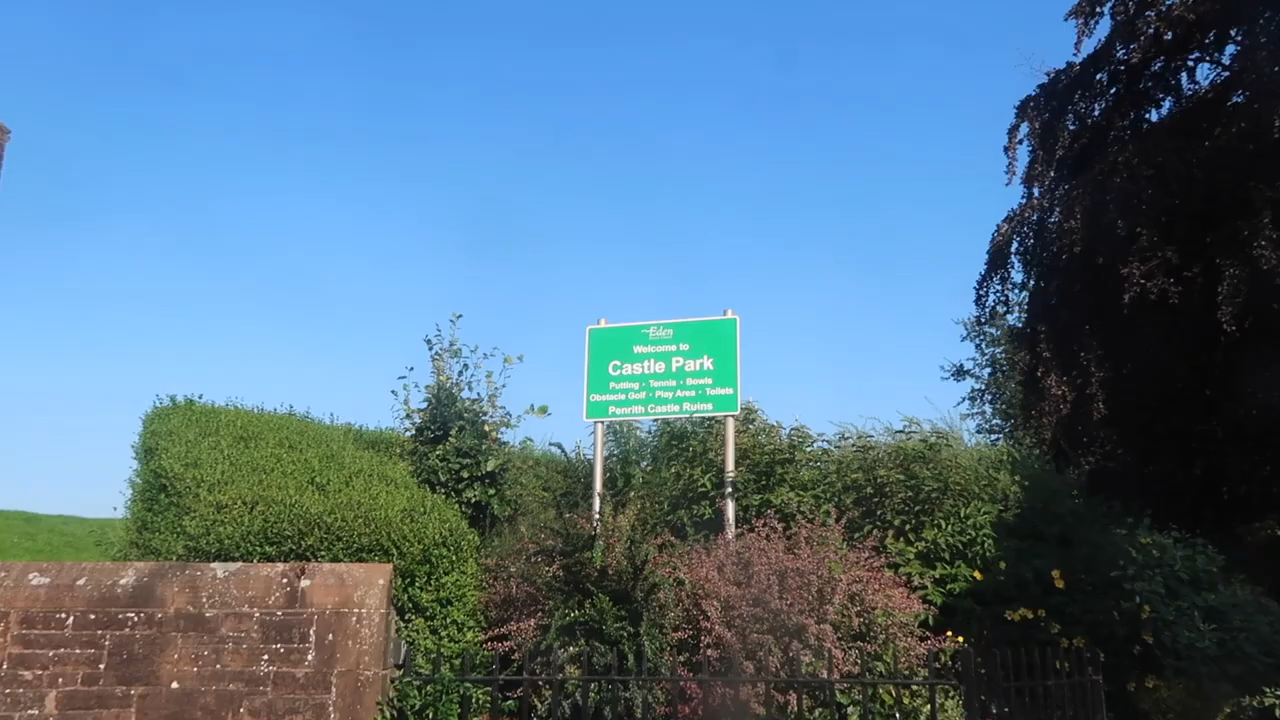 Eden
Welcome to
Castle Park
Putting • Tennis • Bowls
Obstacle Golf • Play Area • Toilets
Penrith Castle Ruins